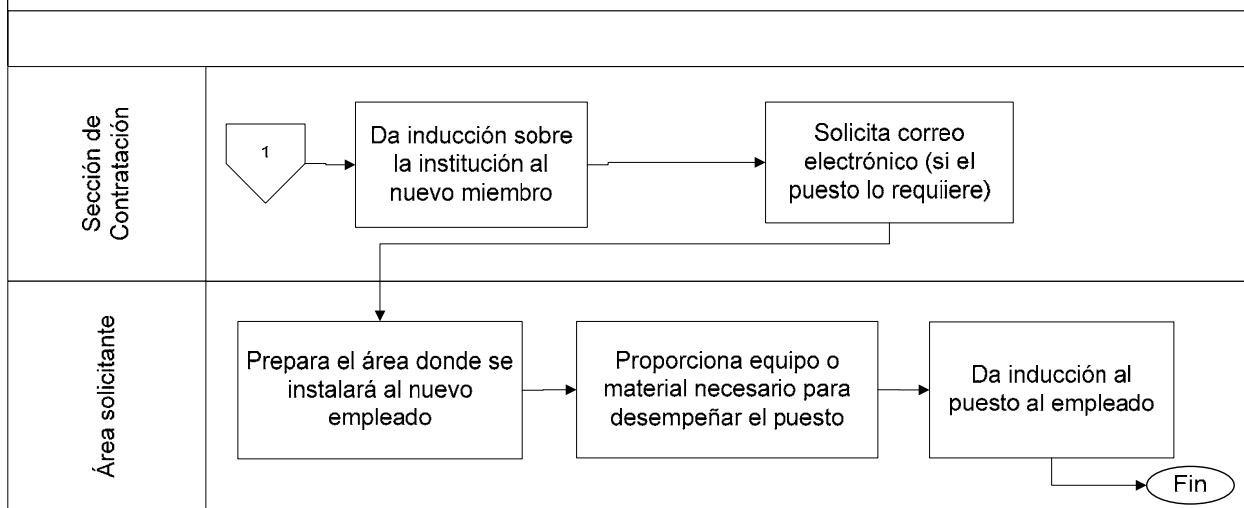 Sección de
Contratación
1
Da inducción sobre
la institución al
nuevo miembro
Solicita correo
electrónico (si el
puesto lo requiiere)
Área solicitante
Prepara el área donde se
instalará al nuevo
empleado
Proporciona equipo o
material necesario para
desempeñar el puesto
Da inducción al
puesto al empleado
Fin